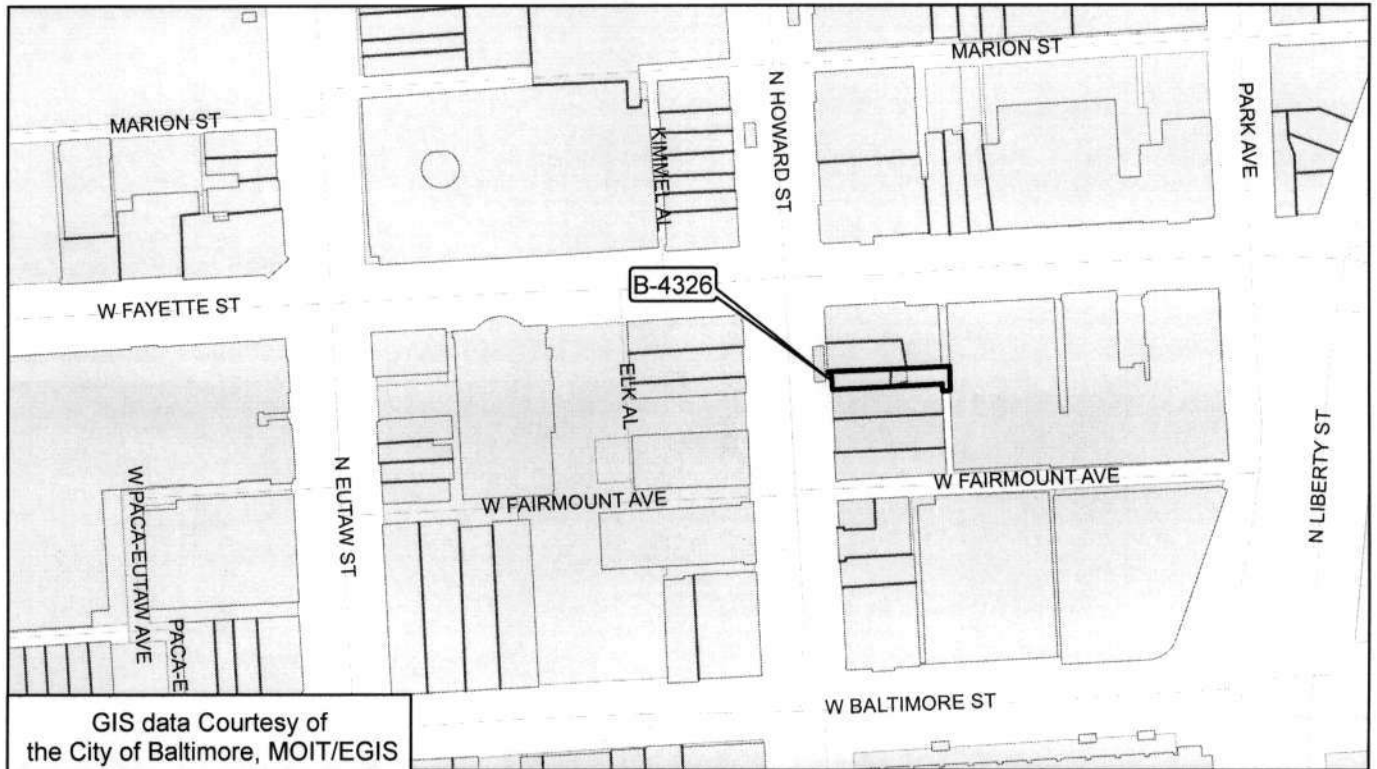 MARION ST
MARION ST
N HOWARD ST
PARK AVE
KIMMEL AL
B-4326
W FAYETTE ST
ELK AL
N LIBERTY ST
N EUTAW ST
W PACA-EUTAW AVE
W FAIRMOUNT AVE
W FAIRMOUNT AVE
PACA-E
W BALTIMORE ST
GIS data Courtesy of
the City of Baltimore, MOIT/EGIS